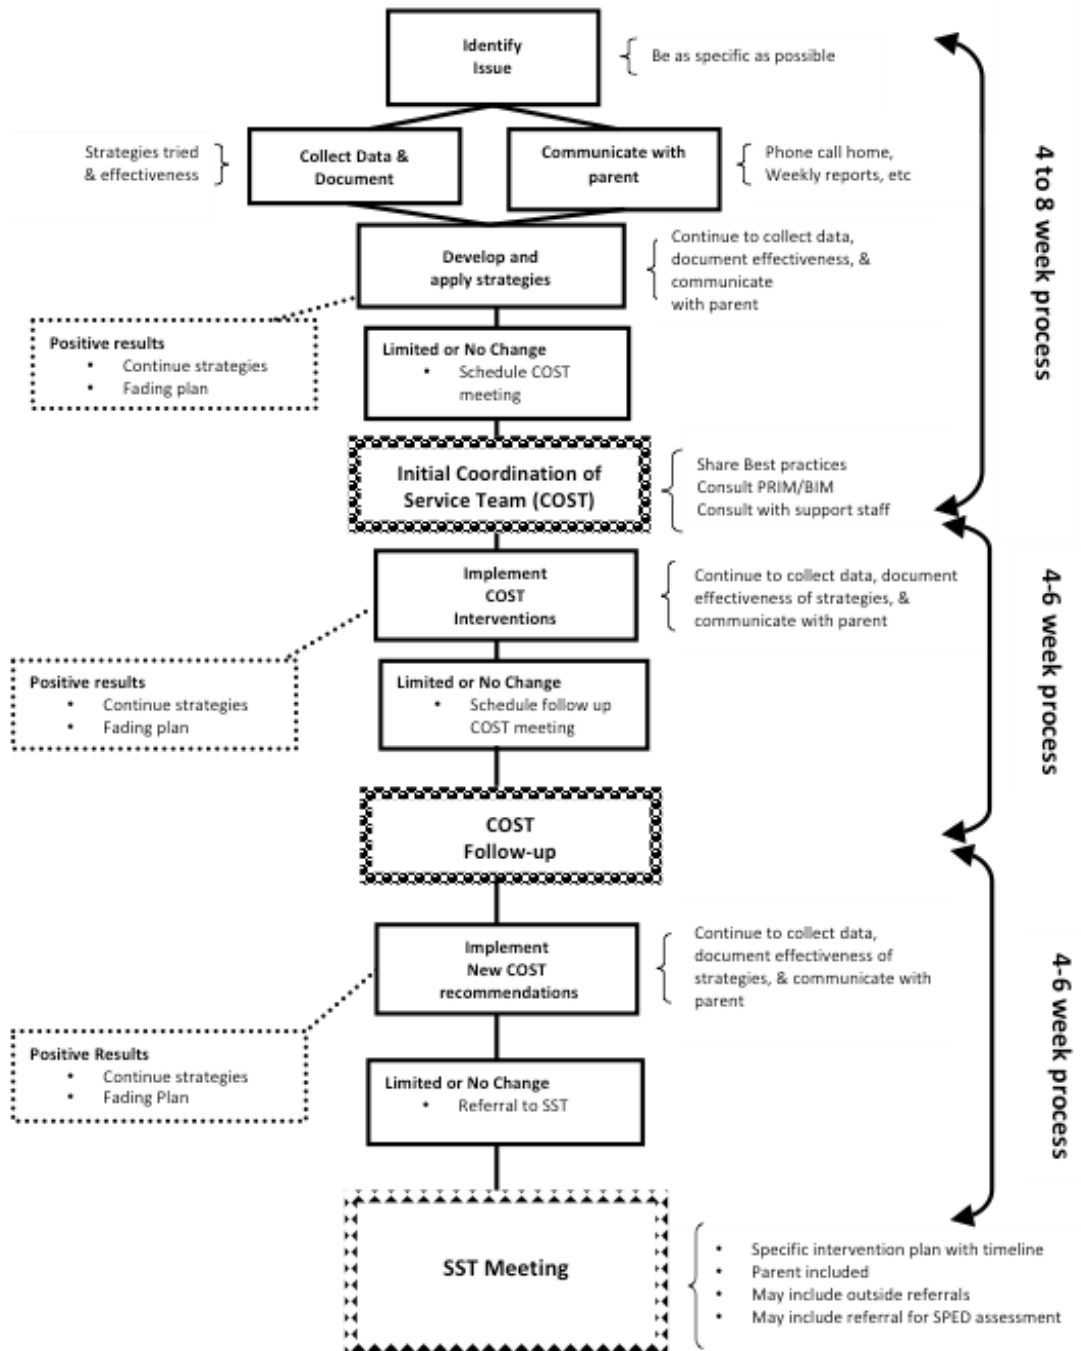 Identify
Issue
Be as specific as possible
Strategies tried
& effectiveness
Collect Data &
Document
Communicate with
parent
Phone call home,
Weekly reports, etc
4 to 8 week process
Develop and
apply strategies
Continue to collect data,
document effectiveness, &
communicate
with parent
Positive results
• Continue strategies
• Fading plan
Limited or No Change
• Schedule COST
meeting
Initial Coordination of
Service Team (COST)
Share Best practices
Consult PRIM/BIM
Consult with support staff
Implement
COST
Interventions
Continue to collect data, document
effectiveness of strategies, &
communicate with parent
4-6 week process
Positive results
• Continue strategies
• Fading plan
Limited or No Change
• Schedule follow up
COST meeting
COST
Follow-up
Implement
New COST
recommendations
Continue to collect data,
document effectiveness of
strategies, & communicate with
parent
4-6 week process
Positive Results
• Continue strategies
• Fading Plan
Limited or No Change
• Referral to SST
SST Meeting
• Specific intervention plan with timeline
• Parent included
• May include outside referrals
• May include referral for SPED assessment